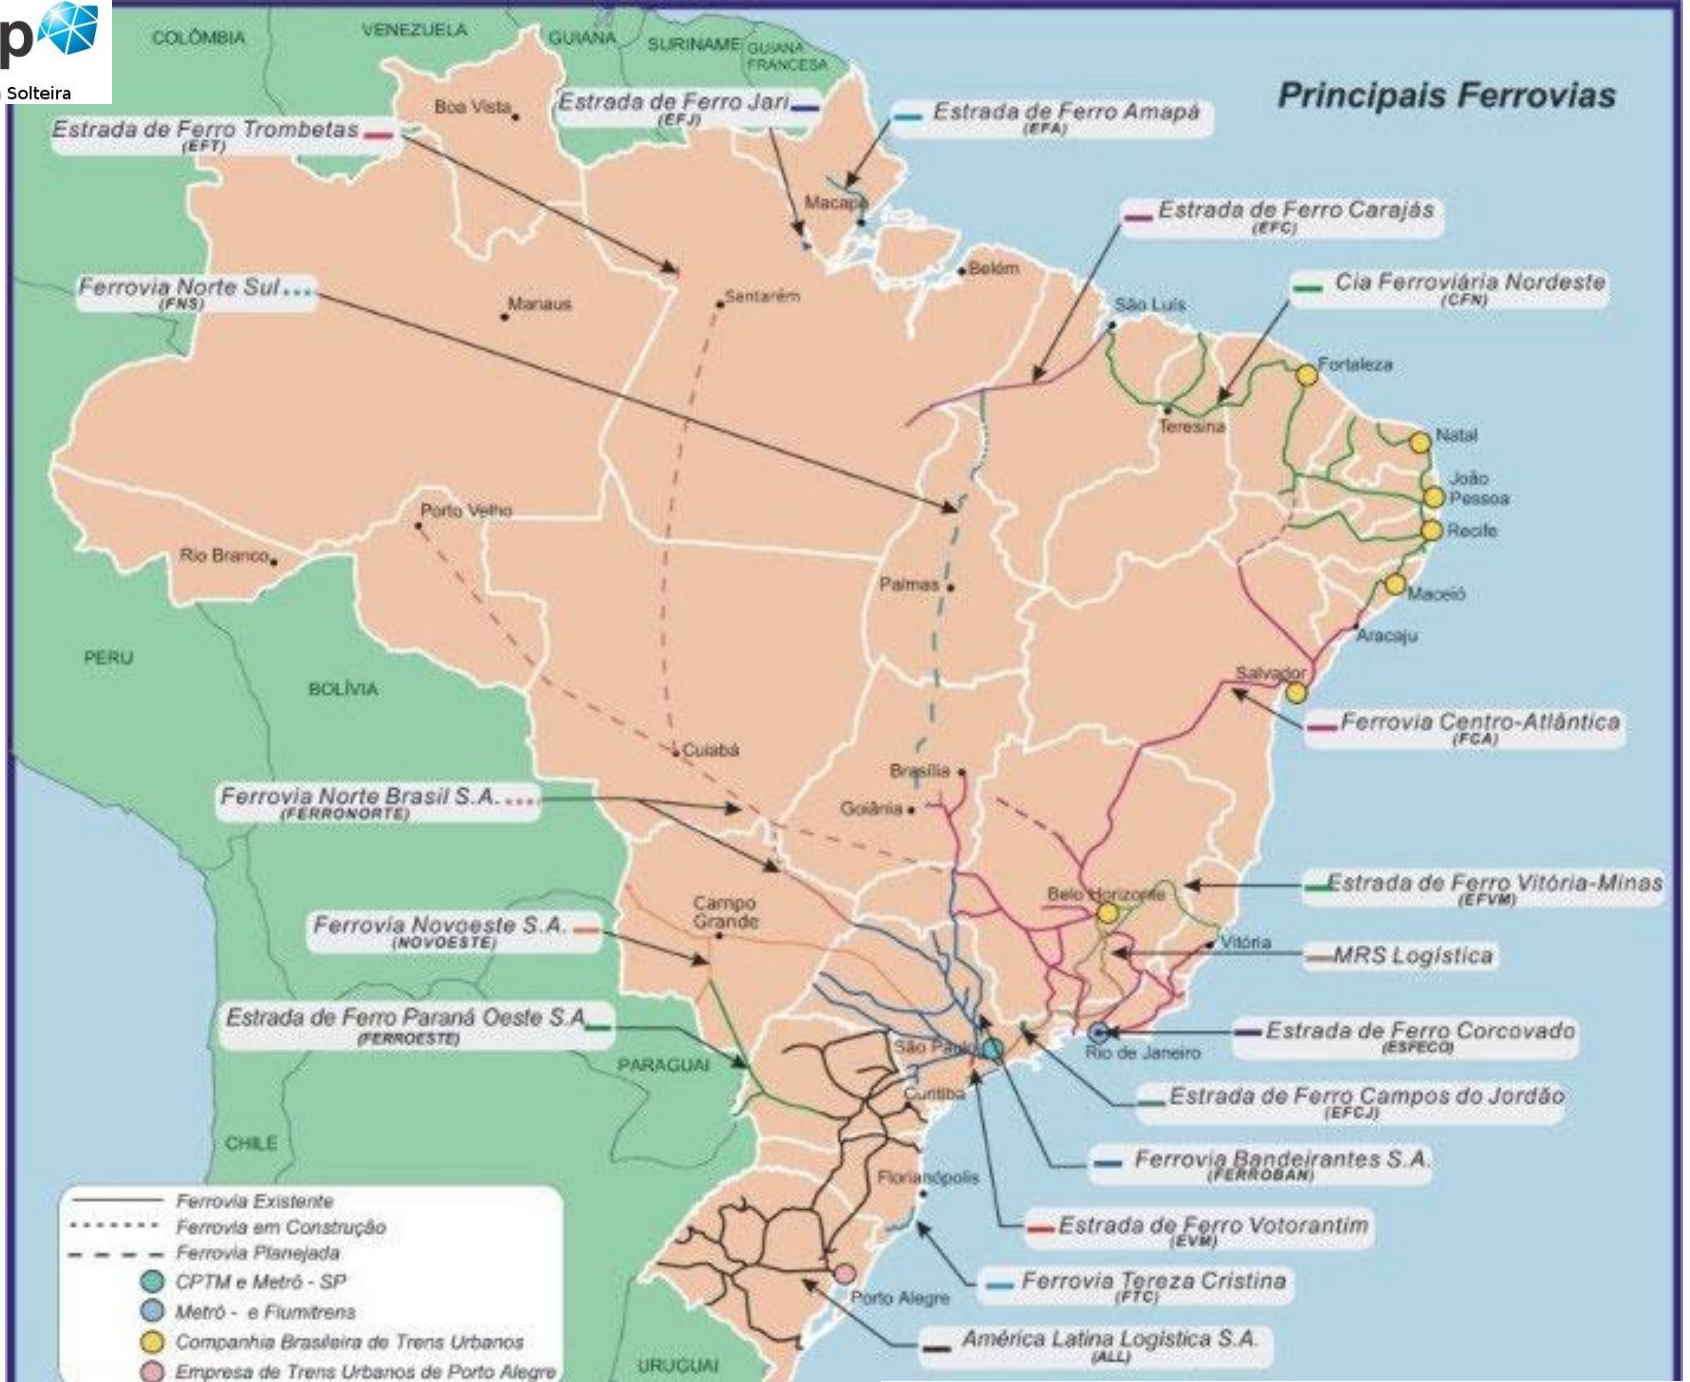 p
Solteira
Principais Ferrovias
COLÔMBIA
VENEZUELA
GUIANA
SURINAME
GUIANA
FRANCESA
Boa Vista
Estrada de Ferro Jari
(EFJ)
Estrada de Ferro Amapá
(EFA)
Estrada de Ferro Trombetas
(EFT)
Macapá
Estrada de Ferro Carajás
(EFC)
Belém
Ferrovia Norte Sul
(FNS)
Manaus
Santarém
São Luís
Cia Ferroviária Nordeste
(CFN)
Fortaleza
Teresina
Natal
João
Pessoa
Recife
Porto Velho
Rio Branco
Palmas
Maceió
Aracaju
PERU
BOLÍVIA
Salvador
Ferrovia Centro-Atlântica
(FCA)
Cuiabá
Brasília
Goiânia
Ferrovia Norte Brasil S.A.
(FERRONORTE)
Belo Horizonte
Estrada de Ferro Vitória-Minas
(EFVM)
Campo
Grande
Ferrovia Novoeste S.A.
(NOVOESTE)
Vitória
MRS Logística
Estrada de Ferro Paraná Oeste S.A
(FERROESTE)
São Paulo
Rio de Janeiro
Estrada de Ferro Corcovado
(ESFECO)
PARAGUAI
Curitiba
Estrada de Ferro Campos do Jordão
(EFCJ)
CHILE
Ferrovia Bandeirantes S.A.
(FERROBAN)
Florianópolis
Estrada de Ferro Votorantim
(EVM)
Ferrovia Tereza Cristina
(FTC)
Porto Alegre
América Latina Logística S.A.
(ALL)
URUGUAI
Ferrovia Existente
Ferrovia em Construção
Ferrovia Planejada
CPTM e Metrô - SP
Metrô - e Flumitrens
Companhia Brasileira de Trens Urbanos
Empresa de Trens Urbanos de Porto Alegre